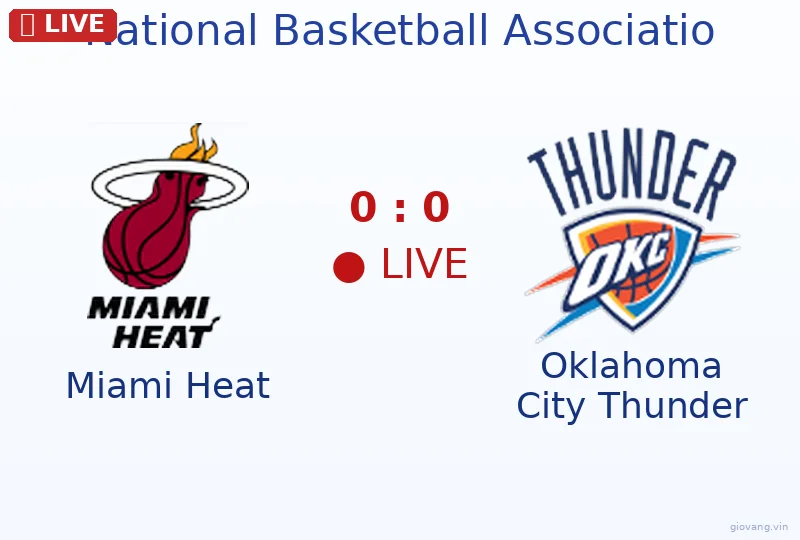 LIVE
National Basketball Associatio
THUNDER
0 : 0
● LIVE
OKC
MIAMI
HEAT
Miami Heat
Oklahoma
City Thunder
giovang.vin